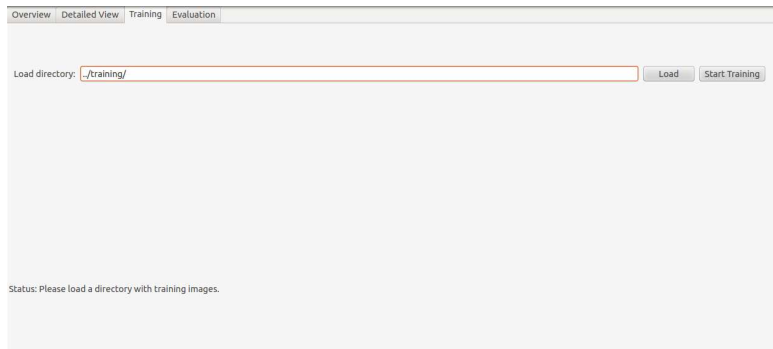 Overview Detailed View Training Evaluation
Load directory: ../training/ Load Start Training
Status: Please load a directory with training images.